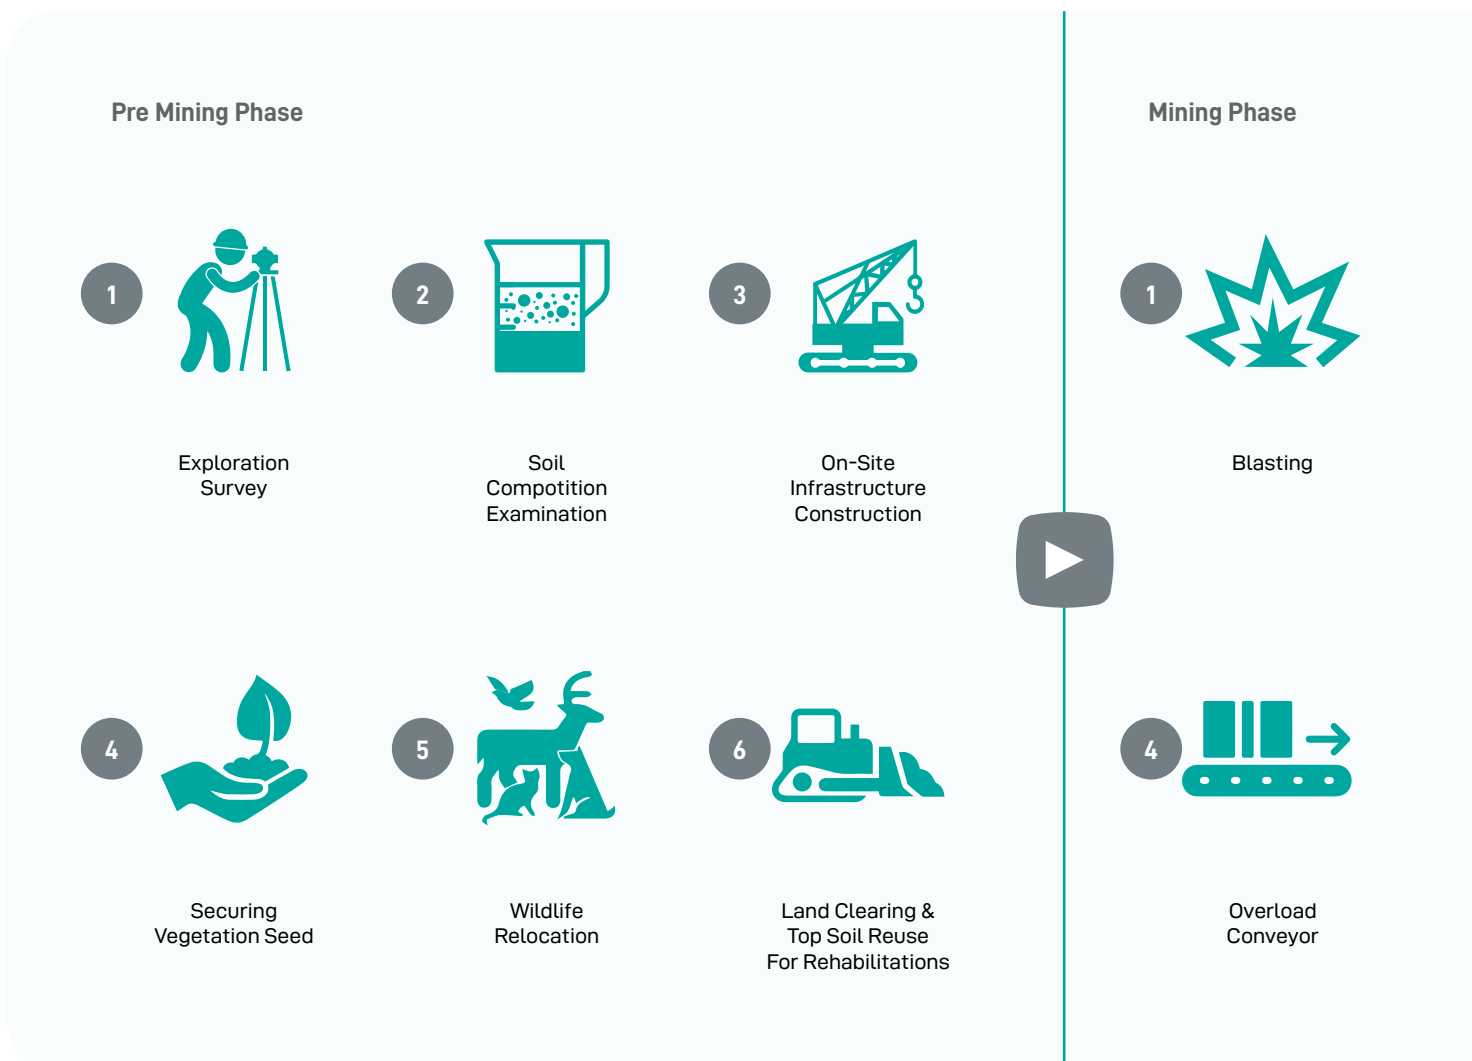 Pre Mining Phase
1
Exploration
Survey
2
Soil
Compotition
Examination
3
On-Site
Infrastructure
Construction
4
Securing
Vegetation Seed
5
Wildlife
Relocation
6
Land Clearing &
Top Soil Reuse
For Rehabilitations
Mining Phase
1
Blasting
4
Overload
Conveyor